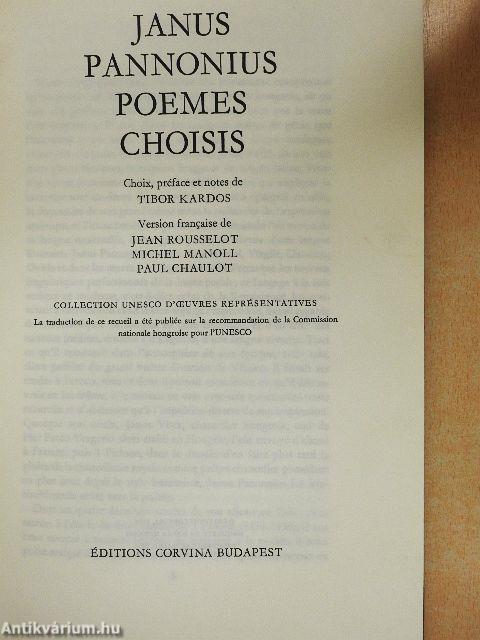 JANUS
PANNONIUS
POEMES
CHOISIS
Choix, préface et notes de
TIBOR KARDOS
Version française de
JEAN ROUSSELOT
MICHEL MANOLL
PAUL CHAULOT
COLLECTION UNESCO D'ŒUVRES REPRÉSENTATIVES
La traduction de ce recueil a été publiée sur la recommandation de la Commission
nationale hongroise pour l'UNESCO
ÉDITIONS CORVINA BUDAPEST
Antikvárium.hu